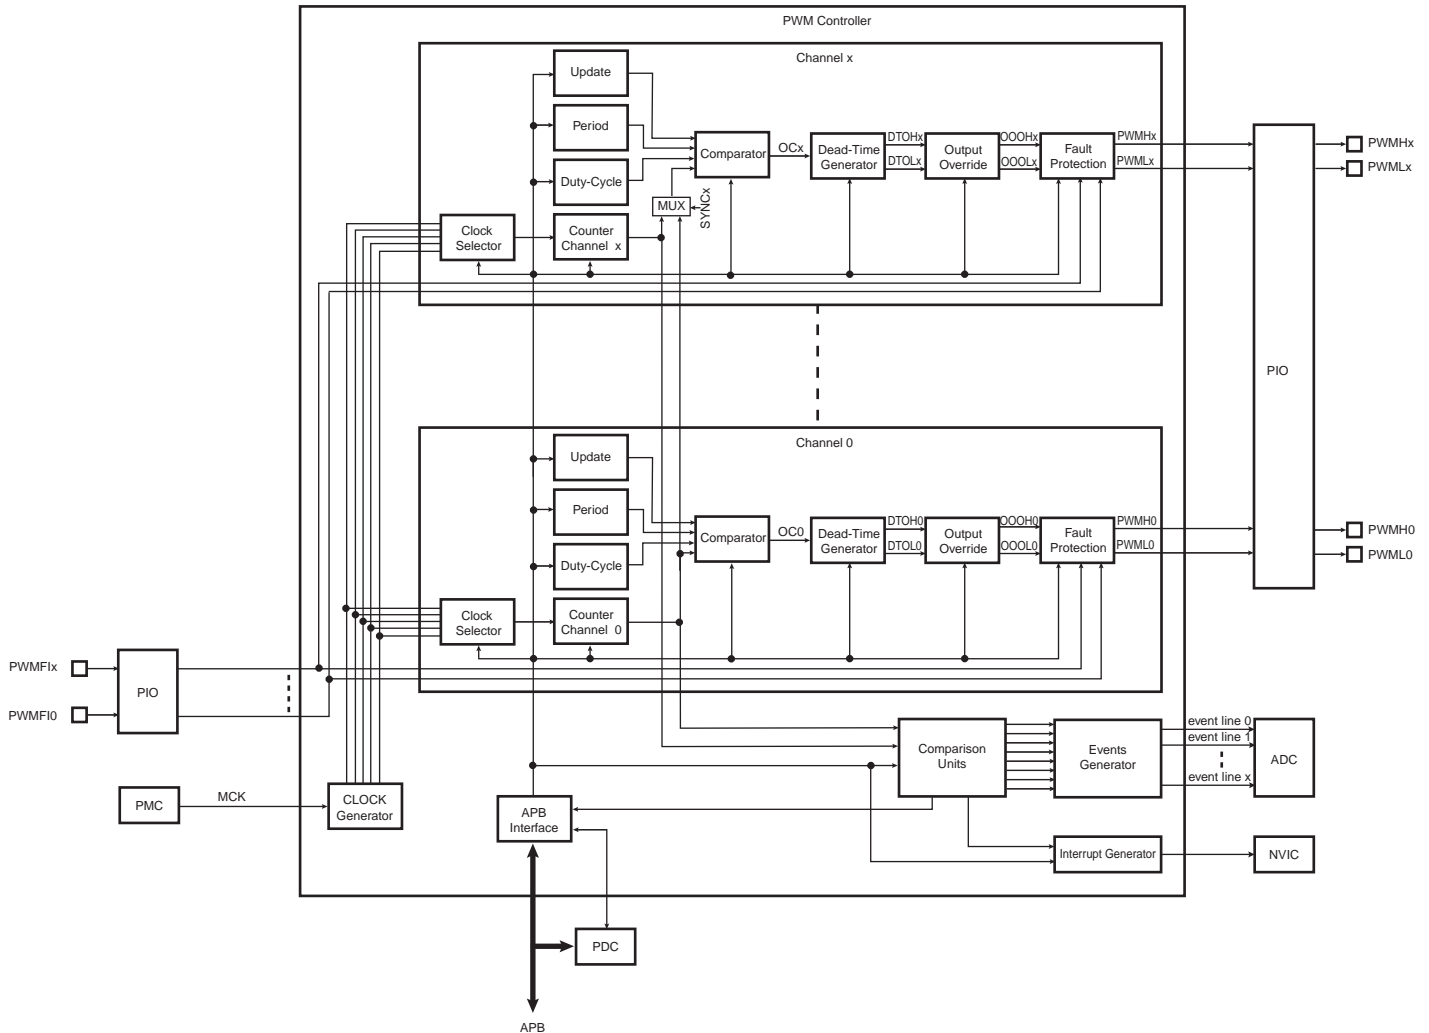 PWM Controller
Channel x
Update
Period
Comparator
OCx
Dead-Time
Generator
DTOHx
DTOLx
Output
Override
OOOHx
OOOLx
Fault
Protection
PWMHx
PWMLx
PWMHx
PWMLx
Duty-Cycle
MUX
SYNCx
Clock
Selector
Counter
Channel x
PIO
Channel 0
Update
Period
Comparator
OC0
Dead-Time
Generator
DTOH0
DTOL0
Output
Override
OOOH0
OOOL0
Fault
Protection
PWMH0
PWML0
PWMH0
PWML0
Duty-Cycle
Clock
Selector
Counter
Channel 0
PWMFIx
PWMFI0
PIO
Comparison
Units
Events
Generator
event line 0
event line 1
event line x
ADC
PMC
MCK
CLOCK
Generator
APB
Interface
Interrupt Generator
NVIC
PDC
APB